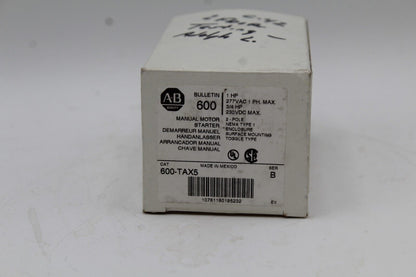 AB
QUALITY
BULLETIN
600
MANUAL MOTOR
STARTER
DEMARREUR MANUEL
HANDANLASSER
ARRANCADOR MANUAL
CHAVE MANUAL
1 HP
277VAC 1 PH. MAX.
3/4 HP
230VDC MAX.
2 - POLE
NEMA TYPE 1
ENCLOSURE
SURFACE MOUNTING
TOGGLE TYPE
UL
CAT
MADE IN MEXICO
SER
600-TAX5
B